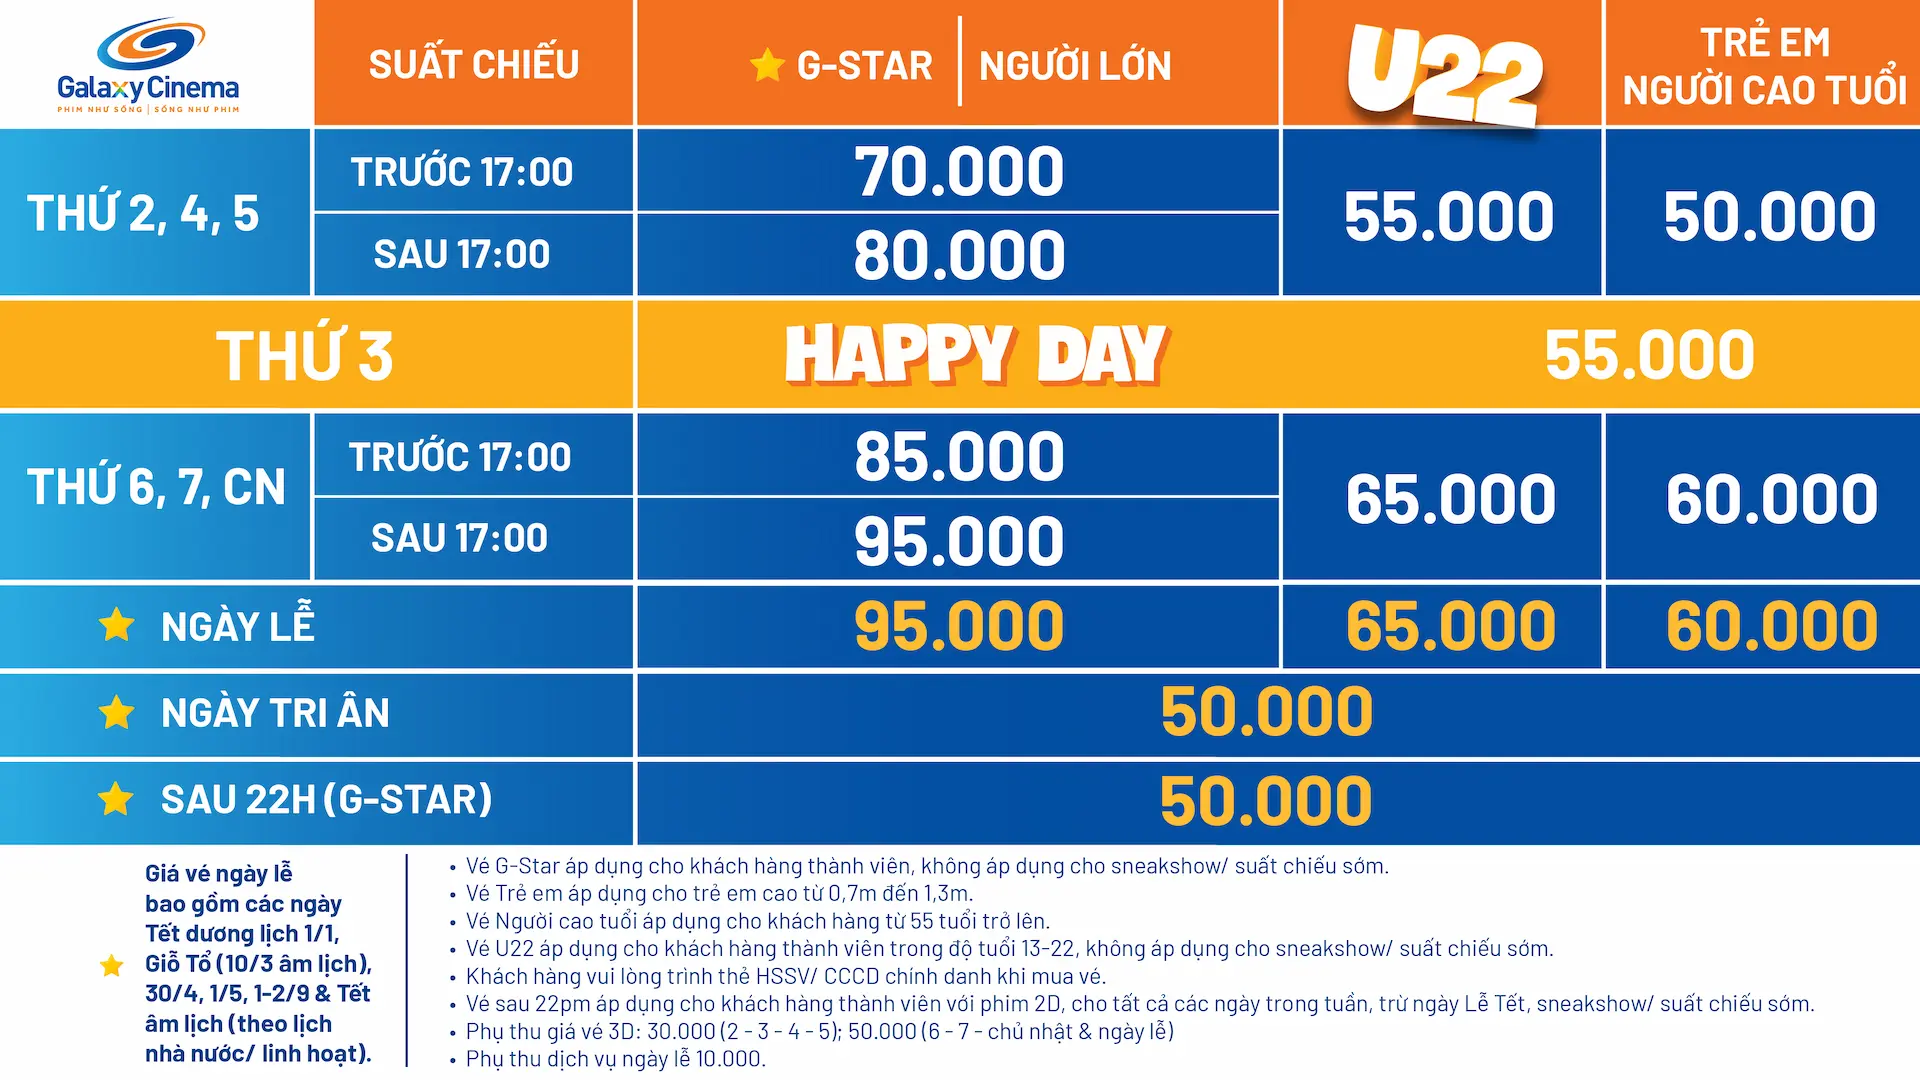 Galaxy Cinema
PHIM NHƯ SỐNG | SỐNG NHƯ PHIM
SUẤT CHIẾU
G-STAR | NGƯỜI LỚN
U22
TRẺ EM
NGƯỜI CAO TUỔI
THỨ 2, 4, 5
TRƯỚC 17:00
70.000
SAU 17:00
80.000
55.000
50.000
THỨ 3
HAPPY DAY
55.000
THỨ 6, 7, CN
TRƯỚC 17:00
85.000
SAU 17:00
95.000
65.000
60.000
NGÀY LỄ
95.000
65.000
60.000
NGÀY TRI ÂN
50.000
SAU 22H (G-STAR)
50.000
Giá vé ngày lễ
bao gồm các ngày
Tết dương lịch 1/1,
Giỗ Tổ (10/3 âm lịch),
30/4, 1/5, 1-2/9 & Tết
âm lịch (theo lịch
nhà nước/ linh hoạt).
• Vé G-Star áp dụng cho khách hàng thành viên, không áp dụng cho sneakshow/ suất chiếu sớm.
• Vé Trẻ em áp dụng cho trẻ em cao từ 0,7m đến 1,3m.
• Vé Người cao tuổi áp dụng cho khách hàng từ 55 tuổi trở lên.
• Vé U22 áp dụng cho khách hàng thành viên trong độ tuổi 13-22, không áp dụng cho sneakshow/ suất chiếu sớm.
• Khách hàng vui lòng trình thẻ HSSV/ CCCD chính danh khi mua vé.
• Vé sau 22pm áp dụng cho khách hàng thành viên với phim 2D, cho tất cả các ngày trong tuần, trừ ngày Lễ Tết, sneakshow/ suất chiếu sớm.
• Phụ thu giá vé 3D: 30.000 (2 - 3 - 4 - 5); 50.000 (6 - 7 - chủ nhật & ngày lễ)
• Phụ thu dịch vụ ngày lễ 10.000.